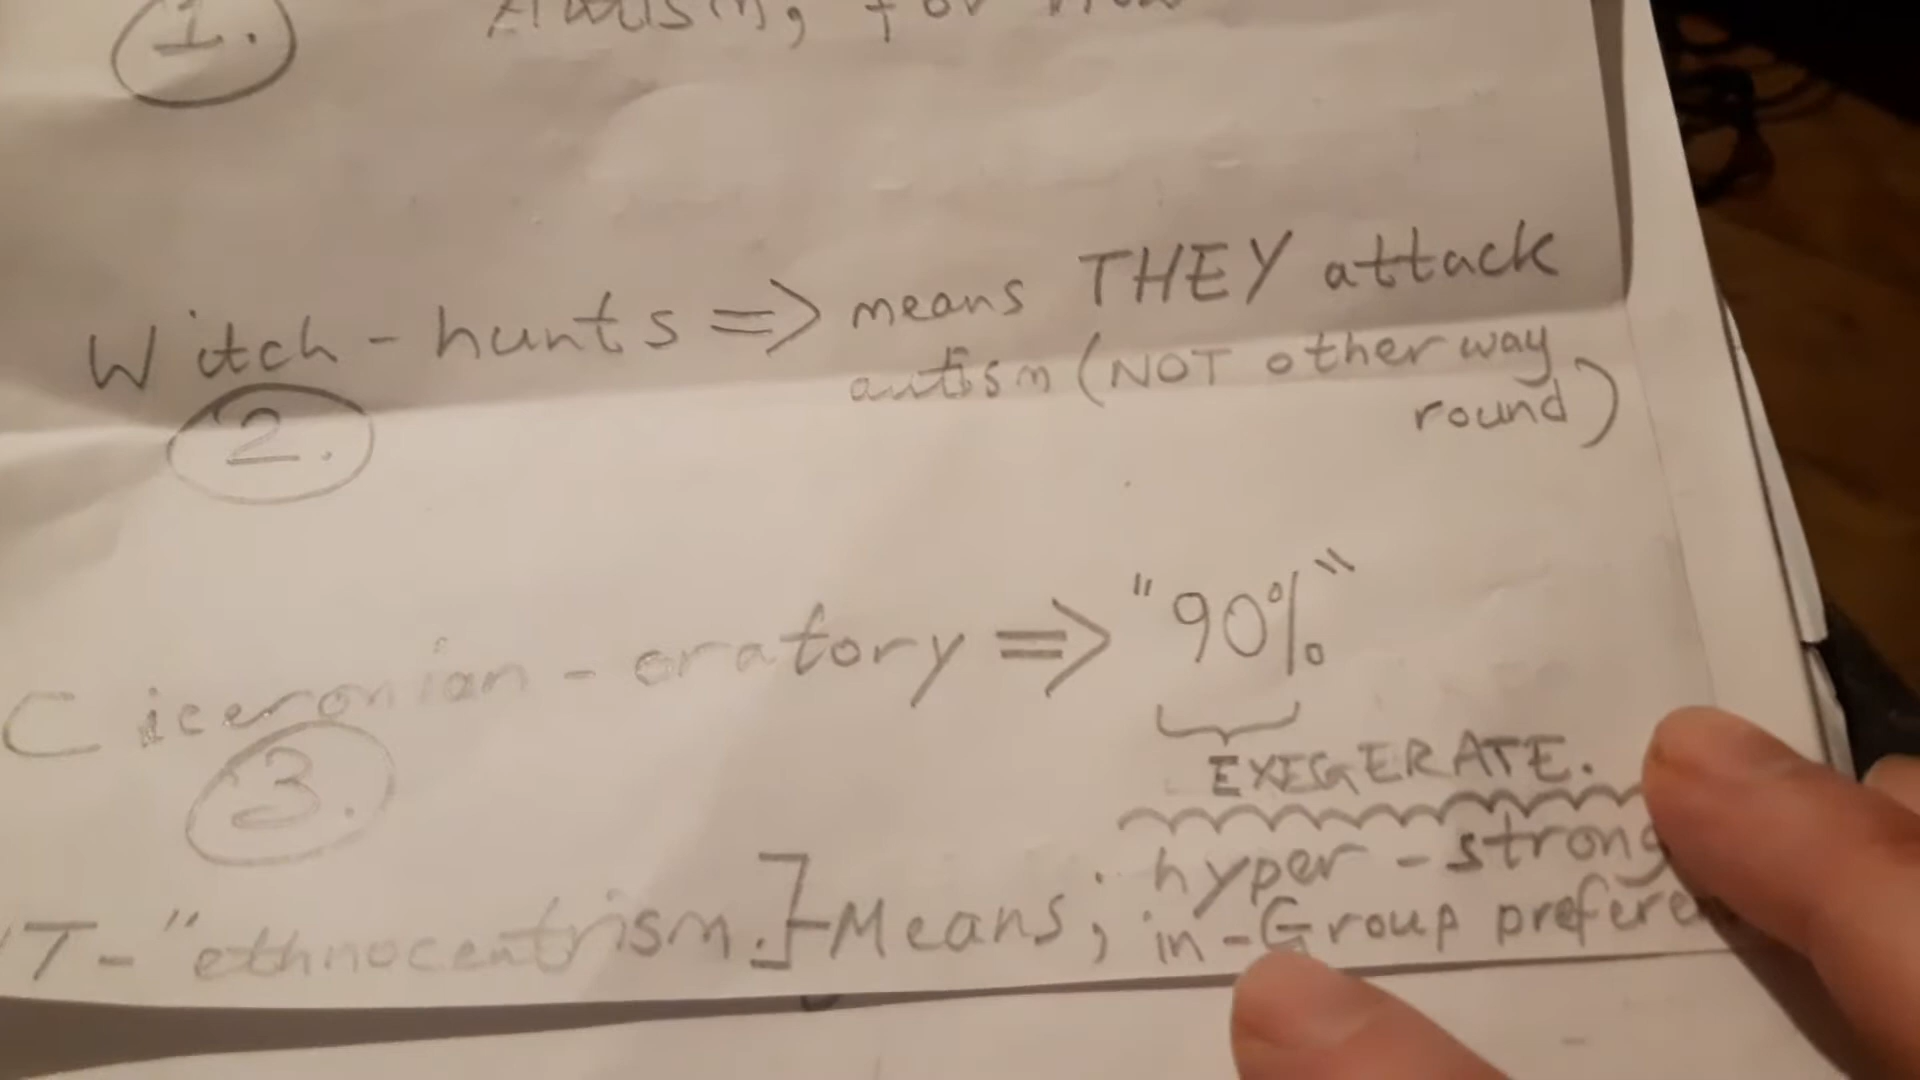 1. for
Witch-hunts => means THEY attack
autism (NOT other way
round)
2.
Ciceronian-oratory => "90%"
EXEGERATE.
3.
hyper-strong
T-"ethnocentrism.]-Means; in-Group prefere